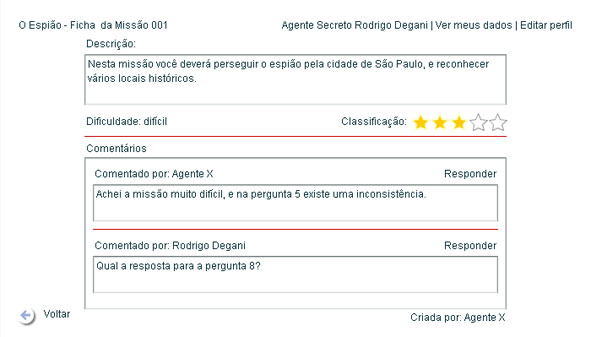 O Espião - Ficha da Missão 001
Agente Secreto Rodrigo Degani | Ver meus dados | Editar perfil
Descrição:
Nesta missão você deverá perseguir o espião pela cidade de São Paulo, e reconhecer
vários locais históricos.
Dificuldade: difícil
Classificação:
Comentários
Comentado por: Agente X
Responder
Achei a missão muito difícil, e na pergunta 5 existe uma inconsistência.
Comentado por: Rodrigo Degani
Responder
Qual a resposta para a pergunta 8?
Voltar
Criada por: Agente X